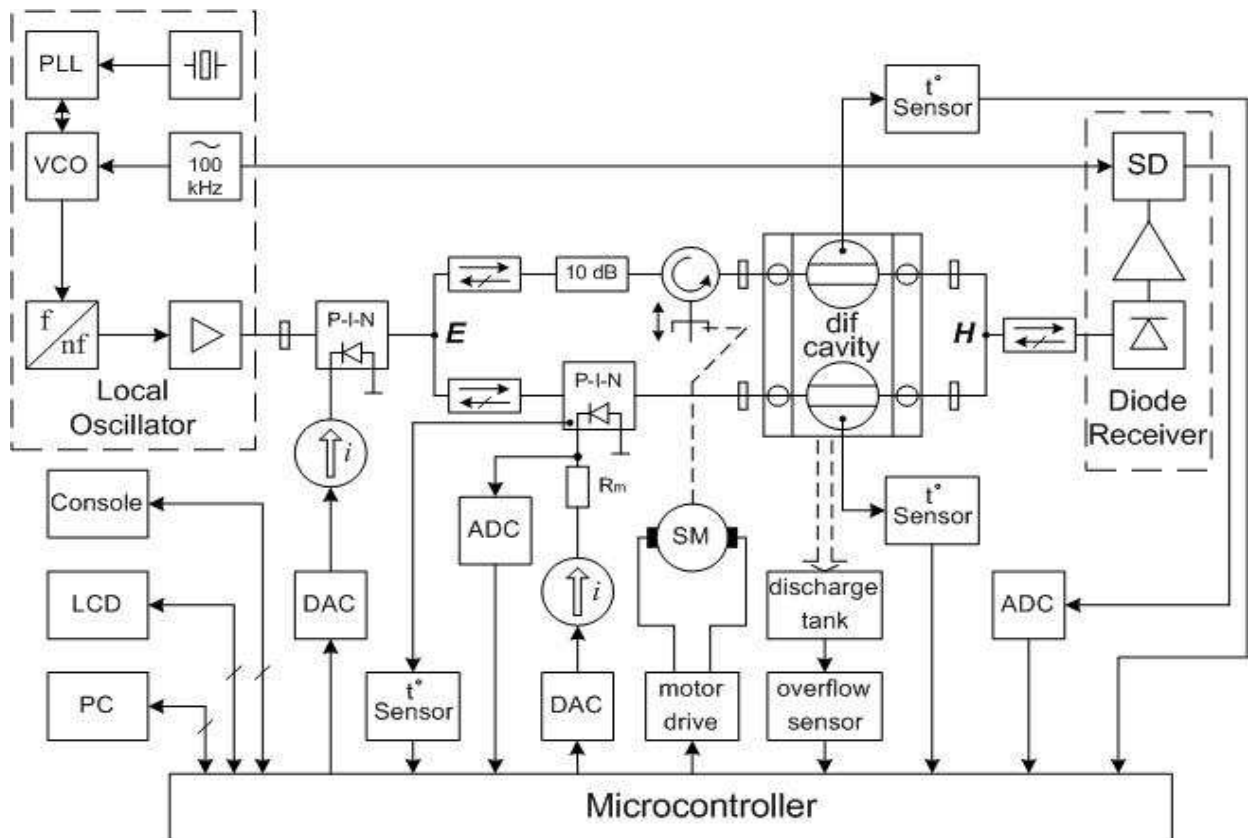 PLL
t°
Sensor
VCO
~
100
kHz
SD
10 dB
f
nf
P-I-N
E
dif
cavity
H
Local
Oscillator
P-I-N
Diode
Receiver
i
Rm
Console
ADC
SM
t°
Sensor
LCD
DAC
i
discharge
tank
ADC
PC
t°
Sensor
DAC
motor
drive
overflow
sensor
Microcontroller